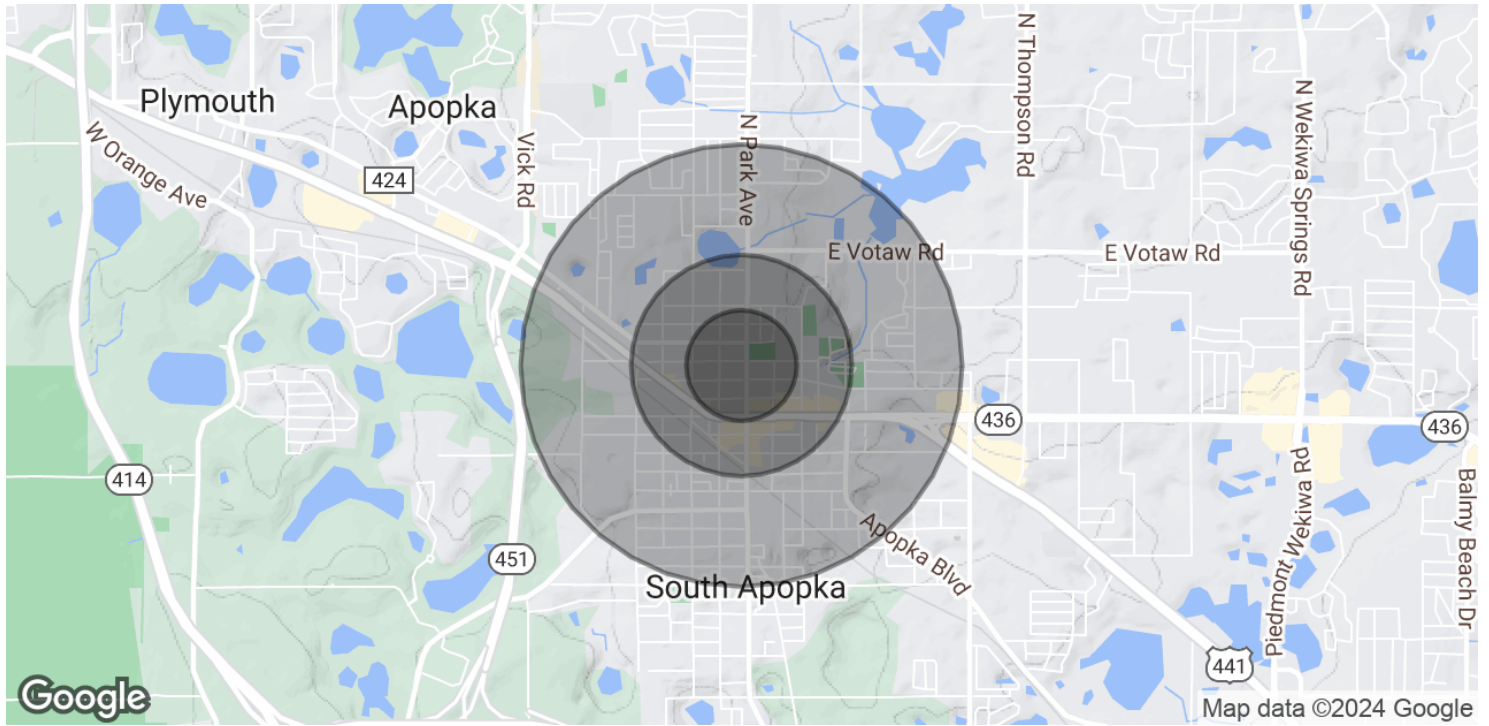 Plymouth
Apopka
N Thompson Rd
N Wekiwa Springs Rd
W Orange Ave
424
Vick Rd
N Park Ave
E Votaw Rd
E Votaw Rd
436
436
414
Piedmont Wekiwa Rd
Balmy Beach Dr
Apopka Blvd
451
South Apopka
441
Google
Map data ©2024 Google